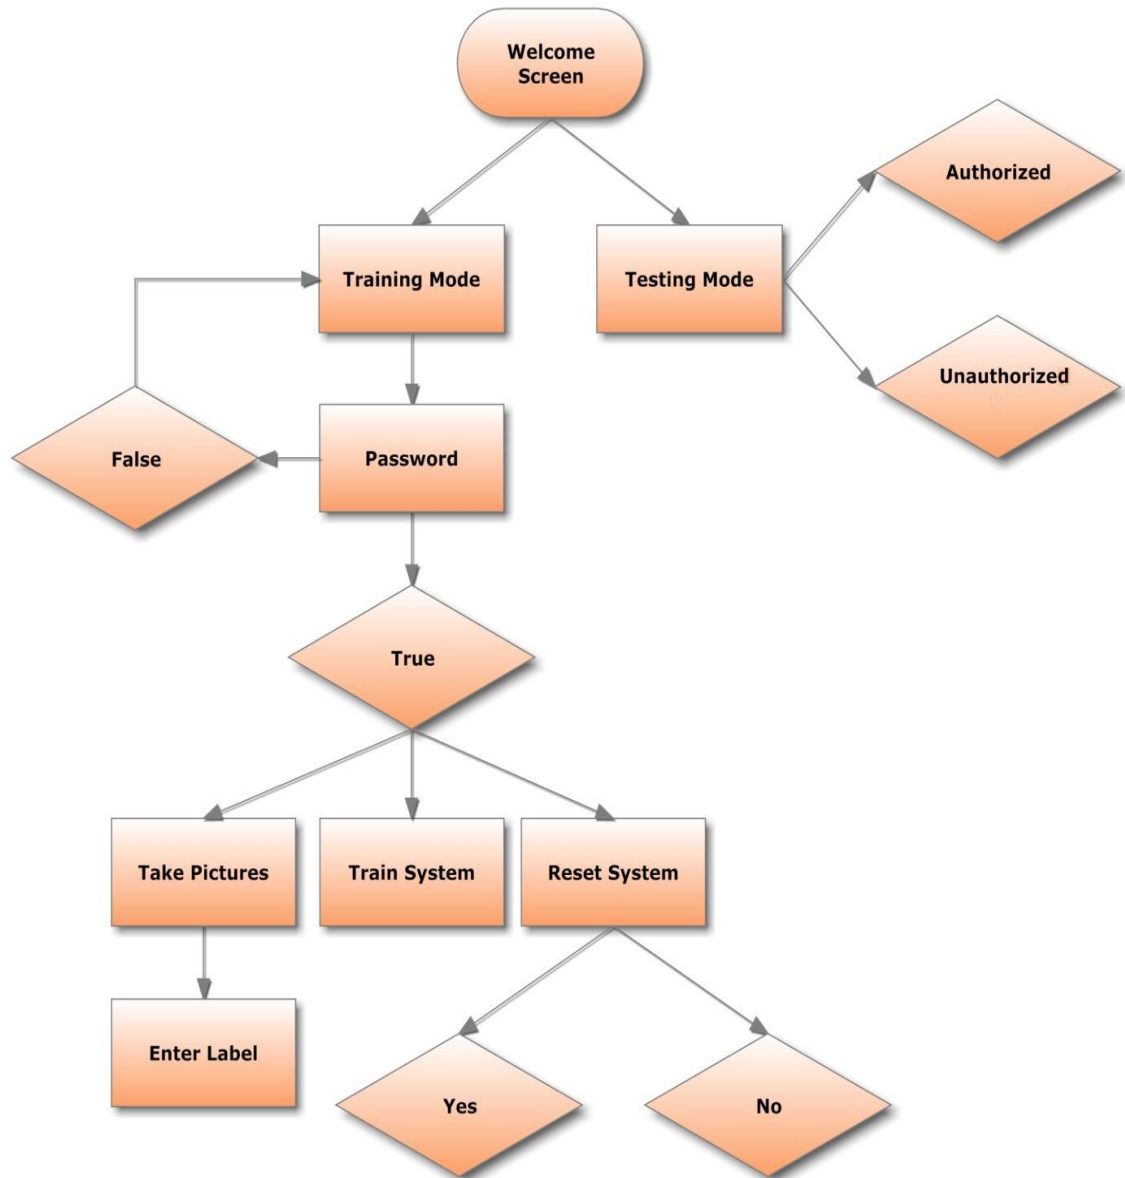 Welcome
Screen
Authorized
Training Mode
Testing Mode
Unauthorized
False
Password
True
Take Pictures
Train System
Reset System
Enter Label
Yes
No